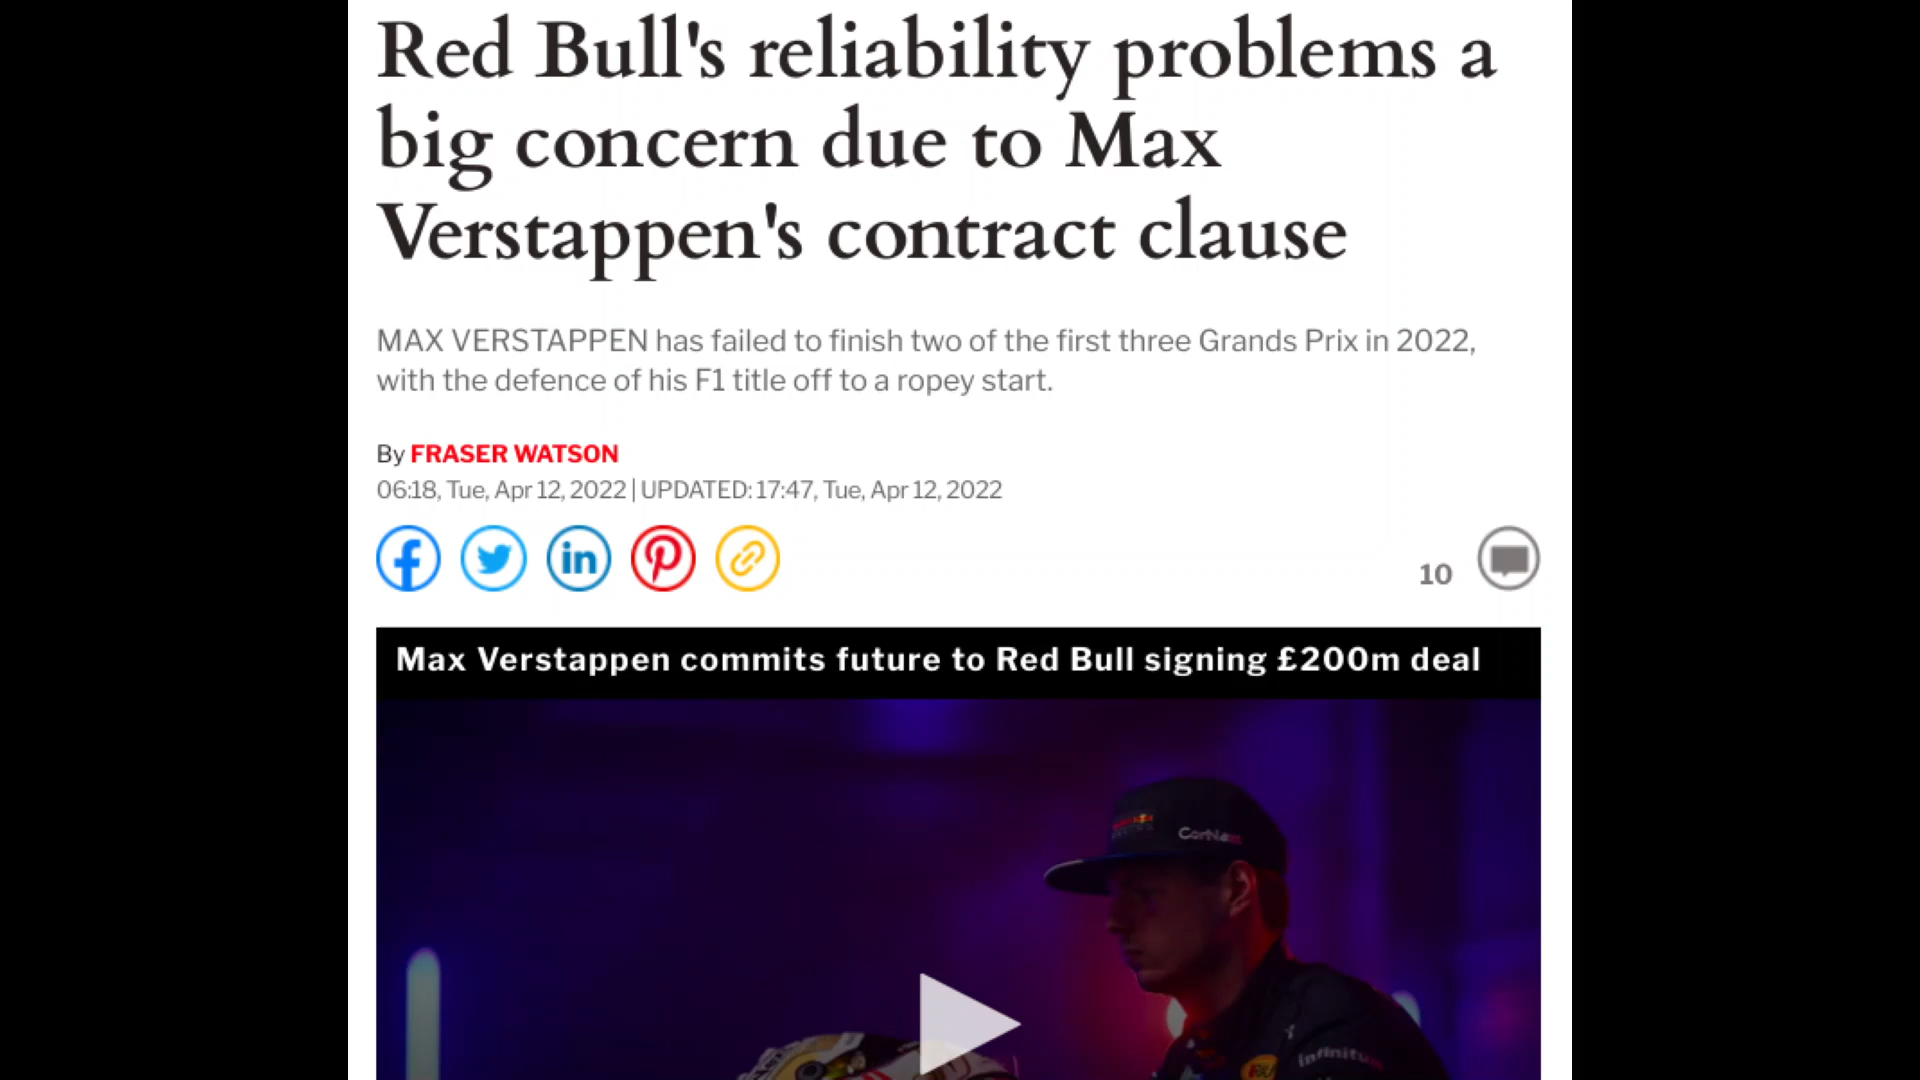 Red Bull's reliability problems a
big concern due to Max
Verstappen's contract clause
MAX VERSTAPPEN has failed to finish two of the first three Grands Prix in 2022,
with the defence of his F1 title off to a ropey start.
By FRASER WATSON
06:18, Tue, Apr 12, 2022 | UPDATED: 17:47, Tue, Apr 12, 2022
10
Max Verstappen commits future to Red Bull signing £200m deal